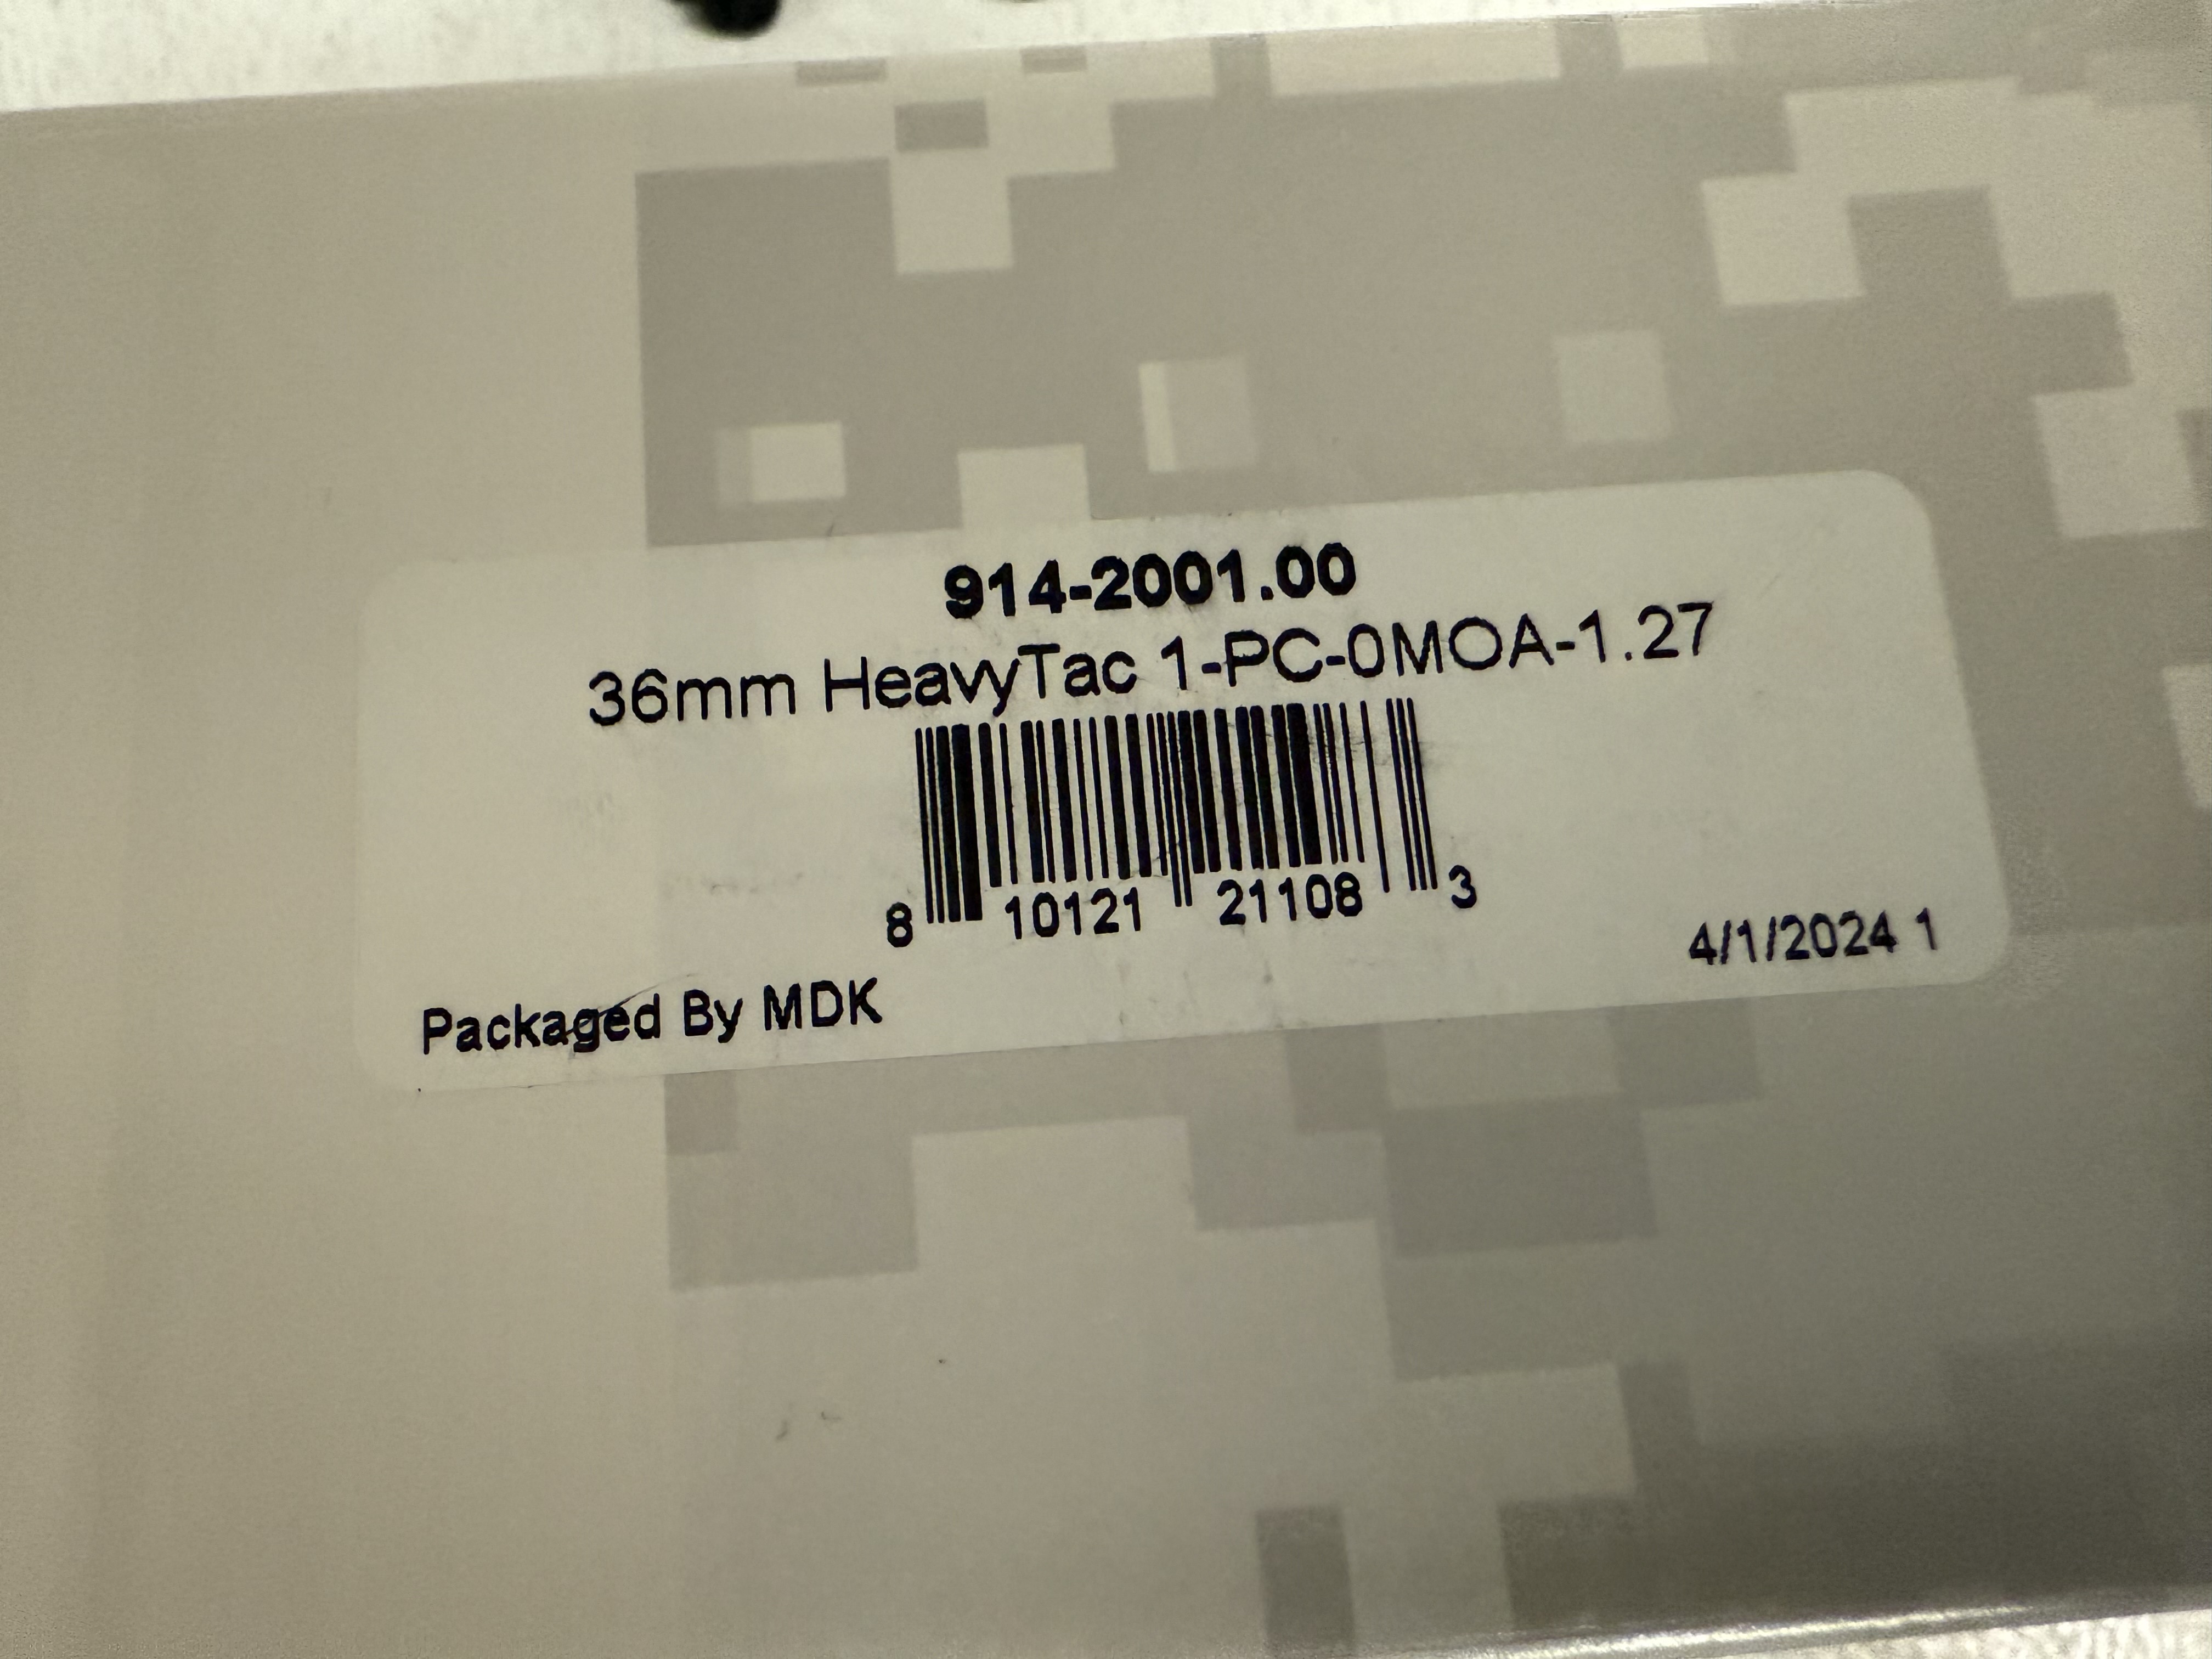 914-2001.00
36mm HeavyTac 1-PC-0MOA-1.27
8 10121 21108 3
4/1/2024 1
Packaged By MDK